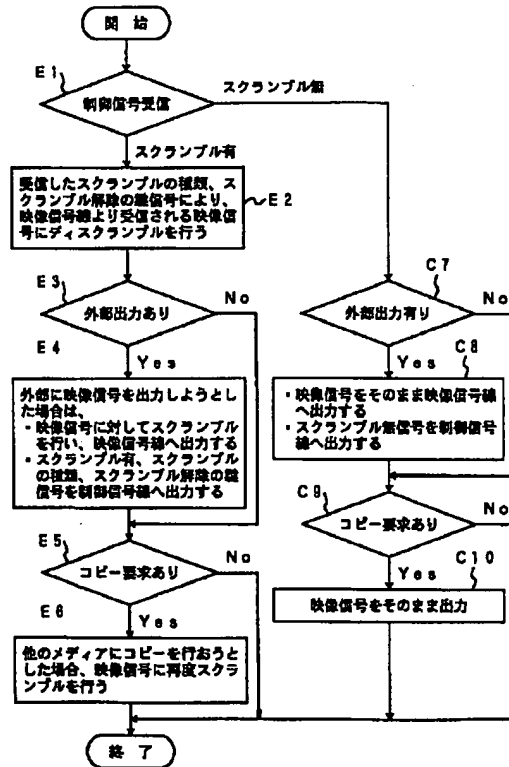 開 始
E1
制御信号受信
スクランブル無
スクランブル有
受信したスクランブルの種類、ス
クランブル解除の鍵信号により、
映像信号線より受信される映像信
号にディスクランブルを行う
E2
E3
外部出力あり
No
Yes
E4
外部に映像信号を出力しようとし
た場合は、
・映像信号に対してスクランブル
を行い、映像信号線へ出力する
・スクランブル有、スクランブル
の種類、スクランブル解除の鍵
信号を制御信号線へ出力する
E5
コピー要求あり
No
Yes
E6
他のメディアにコピーを行おうと
した場合、映像信号に再度スクラ
ンブルを行う
終 了
C7
外部出力有り
No
Yes
C8
・映像信号をそのまま映像信号線
へ出力する
・スクランブル無信号を制御信号
線へ出力する
C9
コピー要求あり
No
Yes
C10
映像信号をそのまま出力